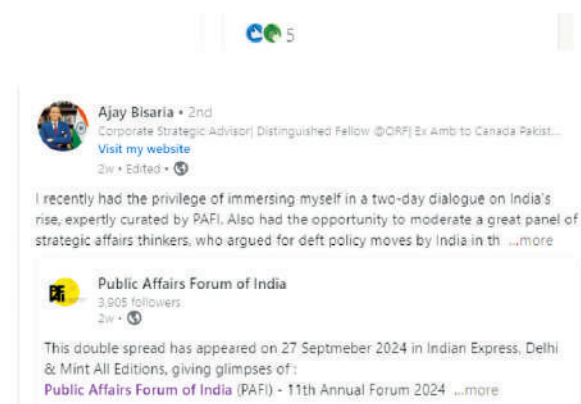 5
Ajay Bisaria • 2nd
Corporate Strategic Advisor| Distinguished Fellow @ORF| Ex Amb to Canada Pakist...
Visit my website
2w • Edited •
I recently had the privilege of immersing myself in a two-day dialogue on India's
rise, expertly curated by PAFI. Also had the opportunity to moderate a great panel of
strategic affairs thinkers, who argued for deft policy moves by India in th ...more
Public Affairs Forum of India
3,905 followers
2w •
This double spread has appeared on 27 Septmeber 2024 in Indian Express, Delhi
& Mint All Editions, giving glimpses of :
Public Affairs Forum of India (PAFI) - 11th Annual Forum 2024 ...more